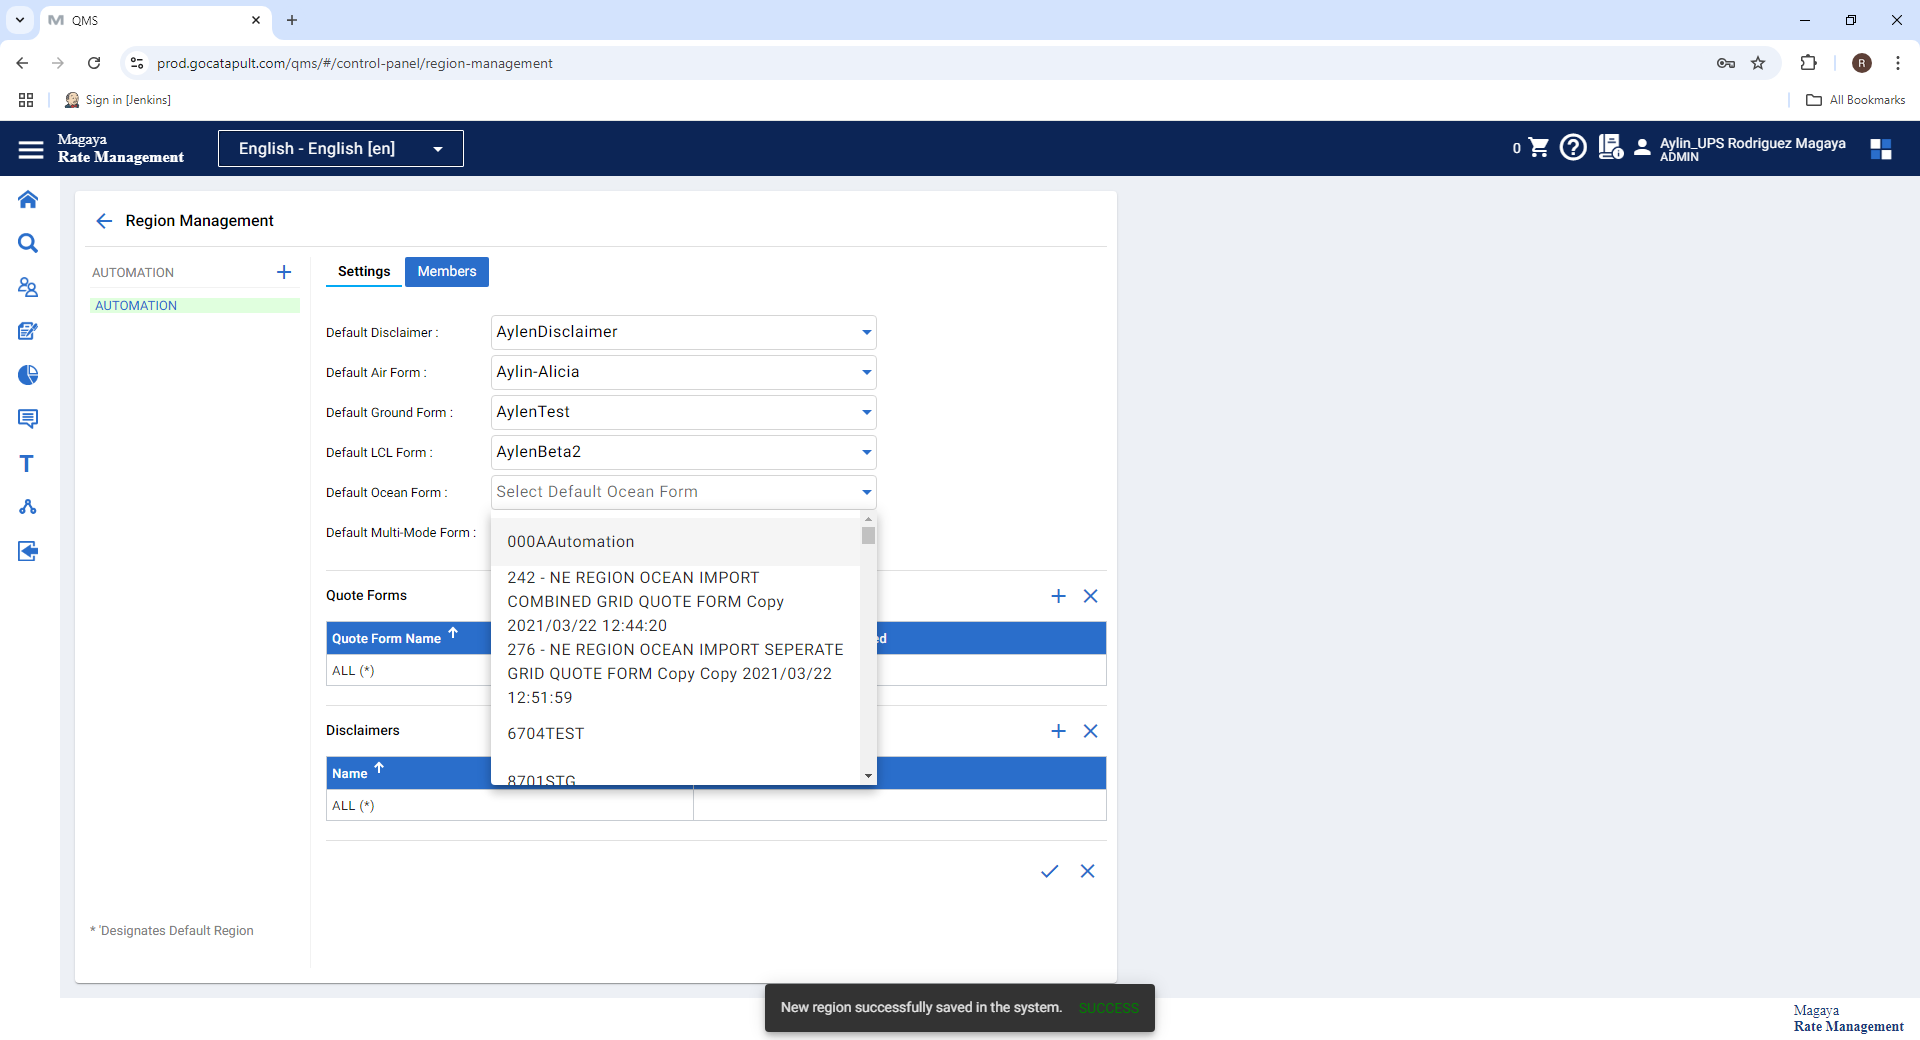 QMS
prod.gocatapult.com/qms/#/control-panel/region-management
R
Sign in [Jenkins]
All Bookmarks
Magaya
Rate Management
English - English [en]
0
Aylin_UPS Rodriguez Magaya
ADMIN
Region Management
AUTOMATION
AUTOMATION
Settings
Members
Default Disclaimer :
AylenDisclaimer
Default Air Form :
Aylin-Alicia
Default Ground Form :
AylenTest
Default LCL Form :
AylenBeta2
Default Ocean Form :
Select Default Ocean Form
Default Multi-Mode Form :
000AAutomation
242 - NE REGION OCEAN IMPORT
COMBINED GRID QUOTE FORM Copy
2021/03/22 12:44:20
276 - NE REGION OCEAN IMPORT SEPERATE
GRID QUOTE FORM Copy Copy 2021/03/22
12:51:59
6704TEST
8701STG
Quote Forms
Quote Form Name
ed
ALL (*)
Disclaimers
Name
ALL (*)
* 'Designates Default Region
New region successfully saved in the system. SUCCESS
Magaya
Rate Management